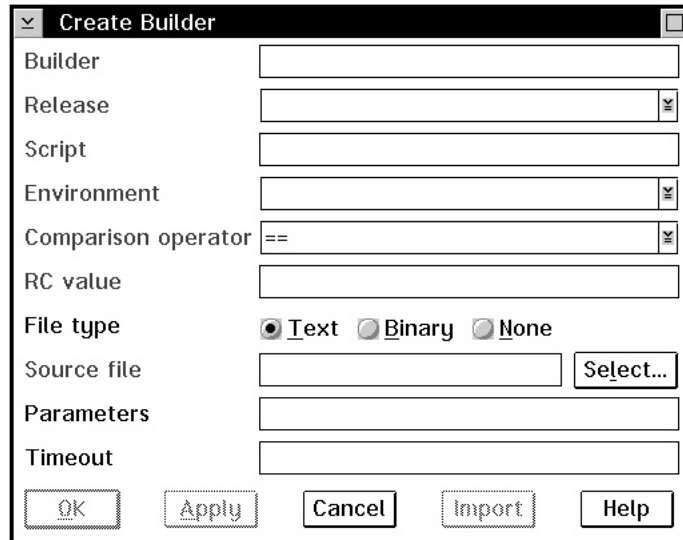 Create Builder
Builder
Release
Script
Environment
Comparison operator ==
RC value
File type Text Binary None
Source file Select...
Parameters
Timeout
OK Apply Cancel Import Help